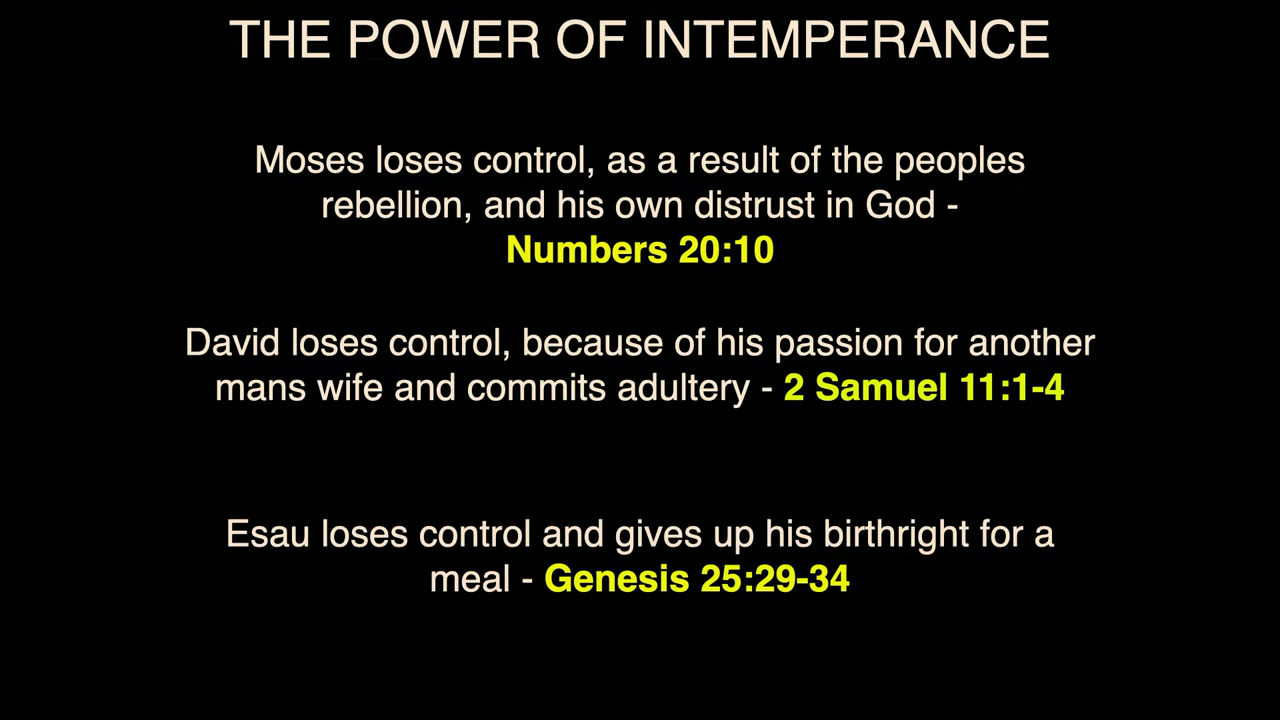 THE POWER OF INTEMPERANCE
Moses loses control, as a result of the peoples
rebellion, and his own distrust in God -
Numbers 20:10
David loses control, because of his passion for another
mans wife and commits adultery - 2 Samuel 11:1-4
Esau loses control and gives up his birthright for a
meal - Genesis 25:29-34